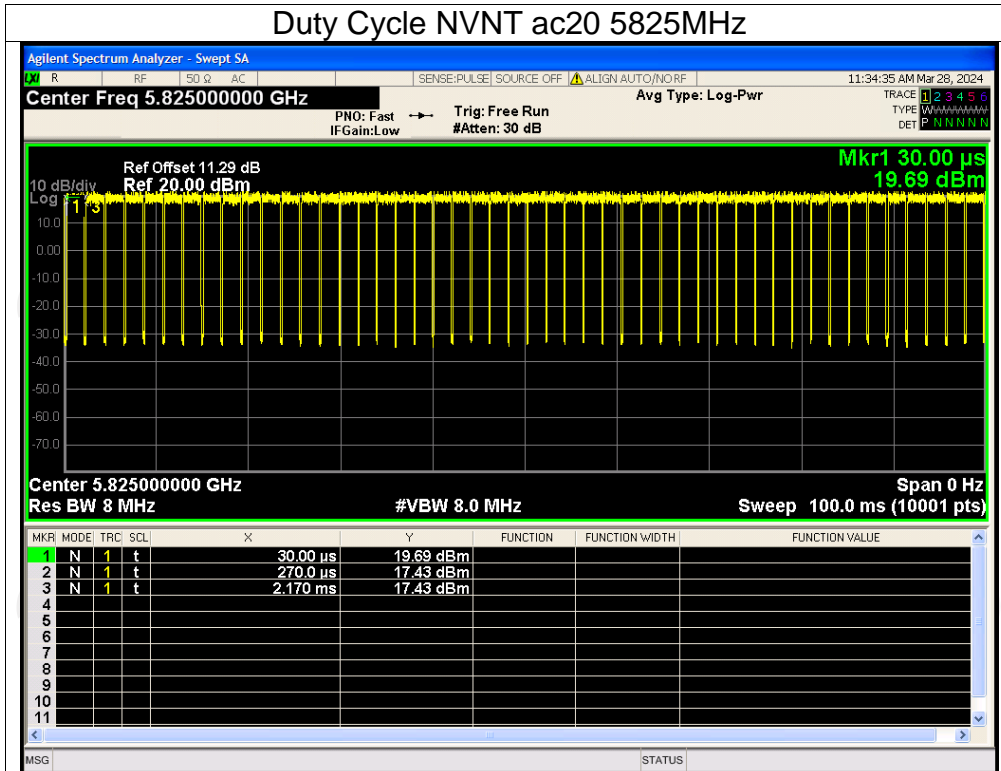 Duty Cycle NVNT ac20 5825MHz
Agilent Spectrum Analyzer - Swept SA
LXI R RF 50 Ω AC SENSE:PULSE SOURCE OFF ALIGN AUTO/NO RF 11:34:35 AM Mar 28, 2024
Center Freq 5.825000000 GHz Avg Type: Log-Pwr TRACE 1 2 3 4 5 6
PNO: Fast Trig: Free Run TYPE WWWWWW
IFGain:Low #Atten: 30 dB DET P N N N N N
Mkr1 30.00 µs
Ref Offset 11.29 dB
10 dB/div Ref 20.00 dBm 19.69 dBm
Log
1 3
10.0
0.00
-10.0
-20.0
-30.0
-40.0
-50.0
-60.0
-70.0
Center 5.825000000 GHz Span 0 Hz
Res BW 8 MHz #VBW 8.0 MHz Sweep 100.0 ms (10001 pts)
MKR MODE TRC SCL X Y FUNCTION FUNCTION WIDTH FUNCTION VALUE
1 N 1 t 30.00 µs 19.69 dBm
2 N 1 t 270.0 µs 17.43 dBm
3 N 1 t 2.170 ms 17.43 dBm
4
5
6
7
8
9
10
11
MSG STATUS